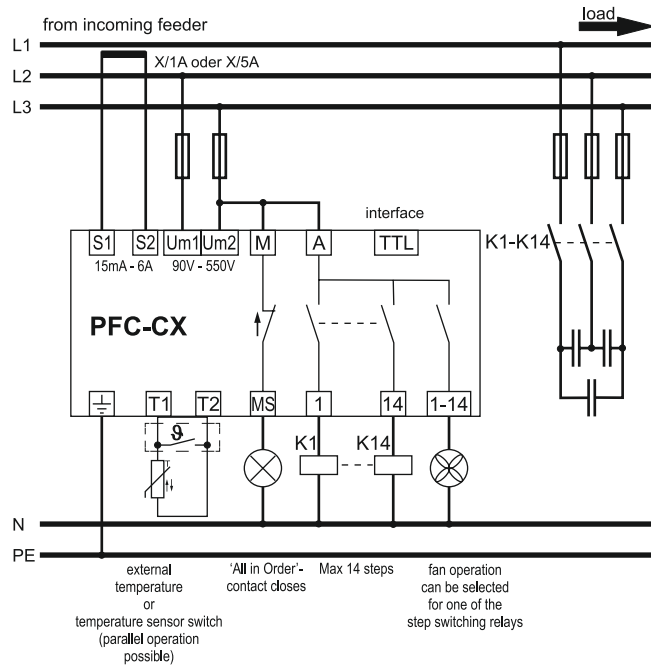 from incoming feeder
load
L1
X/1A oder X/5A
L2
L3
interface
S1 S2 Um1 Um2 M A TTL
K1-K14
15mA - 6A 90V - 550V
PFC-CX
T1 T2 MS 1 14 1-14
ϑ
K1 K14
N
PE
external
temperature
or
temperature sensor switch
(parallel operation
possible)
'All in Order'-
contact closes
Max 14 steps
fan operation
can be selected
for one of the
step switching relays